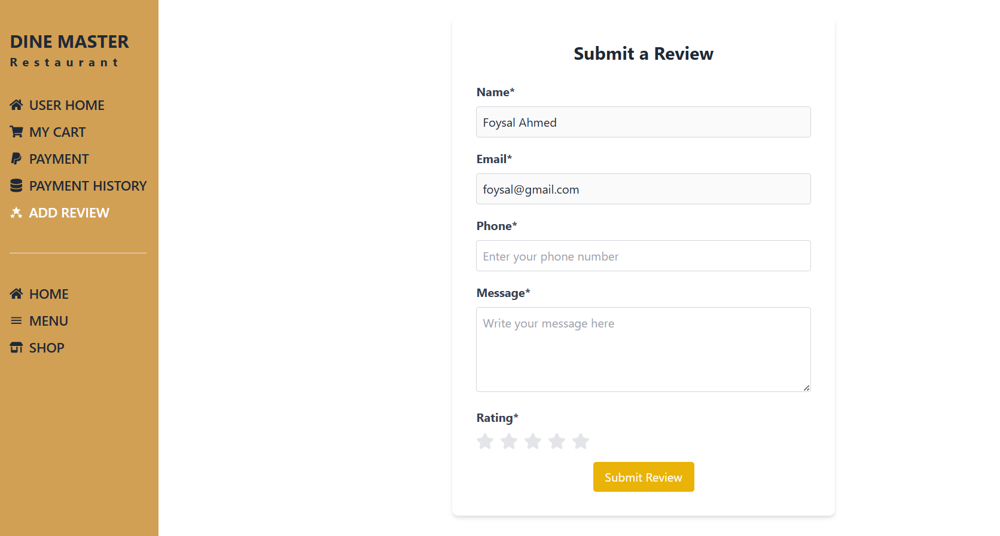 DINE MASTER
Restaurant
USER HOME
MY CART
PAYMENT
PAYMENT HISTORY
ADD REVIEW
HOME
MENU
SHOP
Submit a Review
Name*
Foysal Ahmed
Email*
foysal@gmail.com
Phone*
Enter your phone number
Message*
Write your message here
Rating*
Submit Review